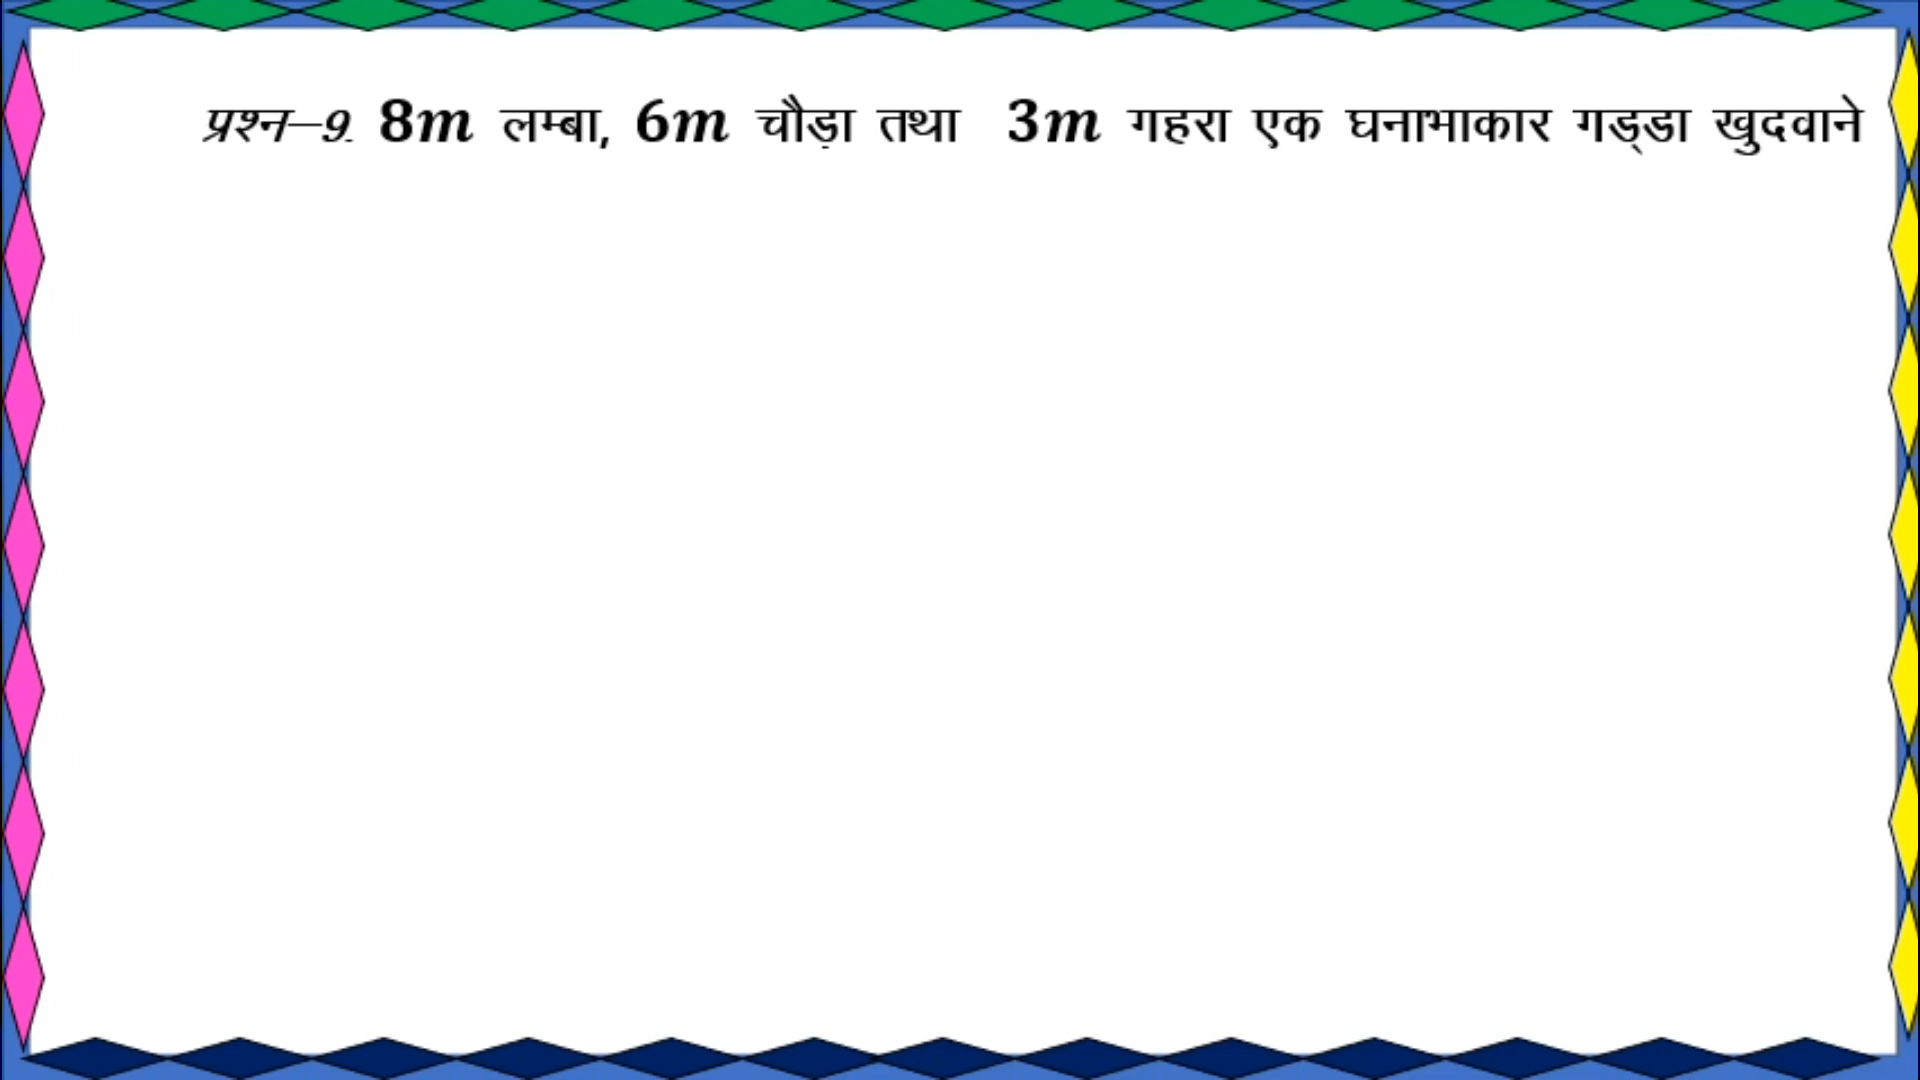 प्रश्न–9. 8m लम्बा, 6m चौड़ा तथा 3m गहरा एक घनाभाकार गड्डा खुदवाने